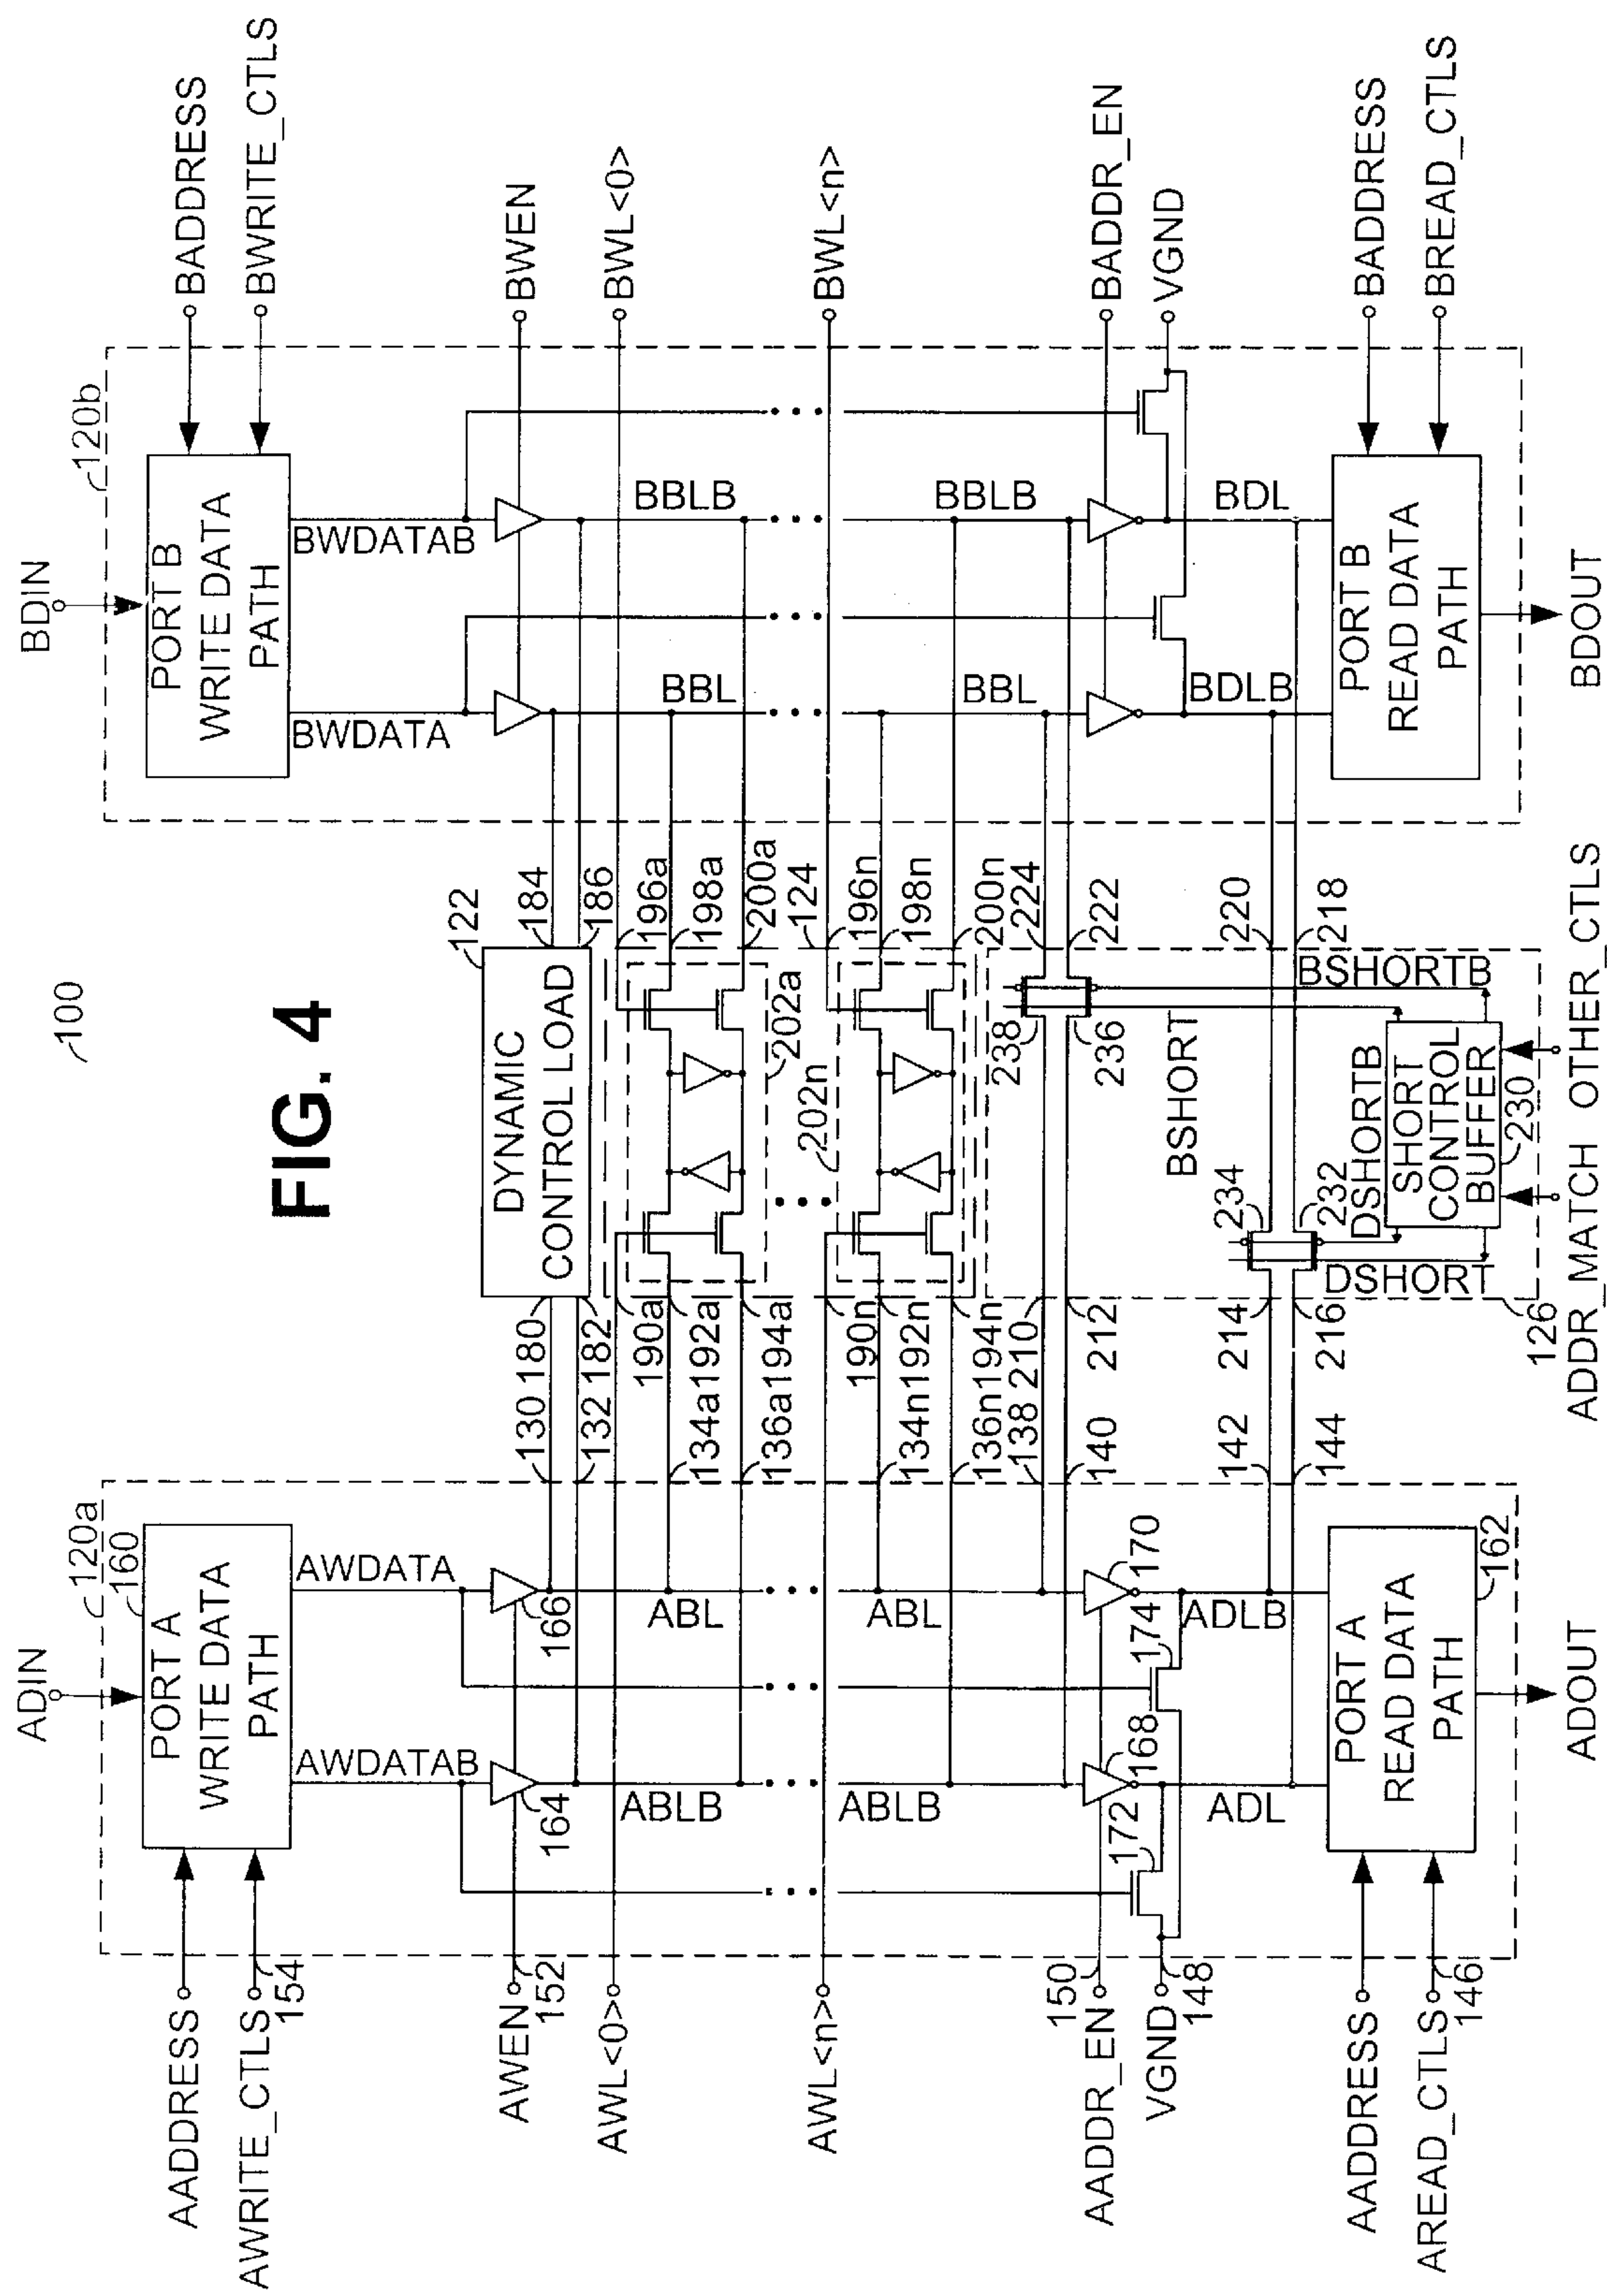 FIG. 4
100
ADIN
BDIN
120a
160
PORT A
WRITE DATA
PATH
120b
PORT B
WRITE DATA
PATH
AADDRESS
AWRITE_CTLS
154
BADDRESS
BWRITE_CTLS
AWDATAB
AWDATA
BWDATA
BWDATAB
AWEN
152
164
166
BWEN
130
180
132
182
122
DYNAMIC
CONTROL LOAD
184
186
AWL<0>
BWL<0>
ABLB
ABL
BBL
BBLB
190a
134a
192a
136a
194a
196a
198a
200a
202a
124
202n
AWL<n>
BWL<n>
ABLB
ABL
BBL
BBLB
190n
134n
192n
136n
194n
196n
198n
200n
138
210
140
212
238
236
224
222
AADDR_EN
150
VGND
148
172
168
174
170
BADDR_EN
VGND
BSHORT
ADL
ADLB
BDLB
BDL
142
214
144
216
234
232
220
218
DSHORT
DSHORTB
BSHORTB
SHORT
CONTROL
BUFFER
230
126
ADDR_MATCH
OTHER_CTLS
AADDRESS
AREAD_CTLS
146
PORT A
READ DATA
PATH
162
PORT B
READ DATA
PATH
BADDRESS
BREAD_CTLS
ADOUT
BDOUT